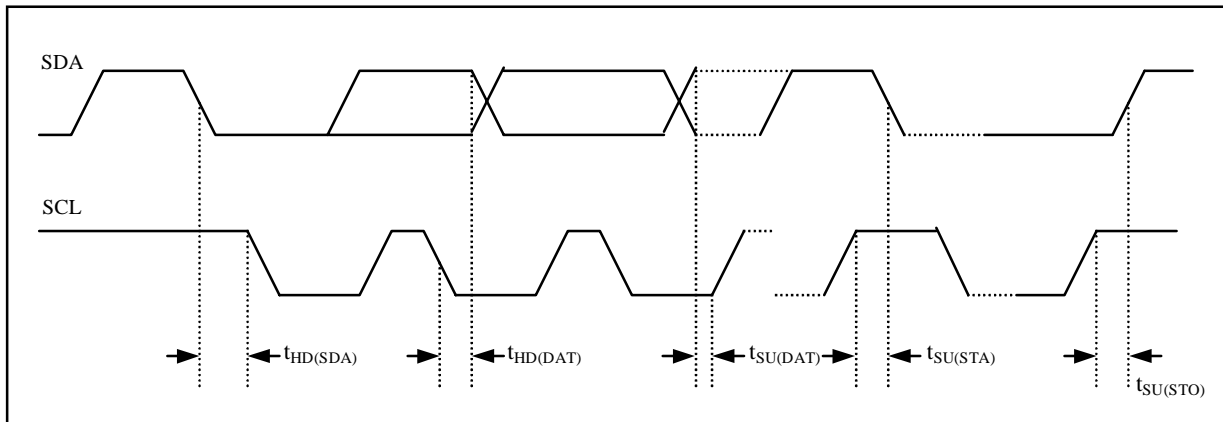 SDA
SCL
tHD(SDA)
tHD(DAT)
tSU(DAT)
tSU(STA)
tSU(STO)